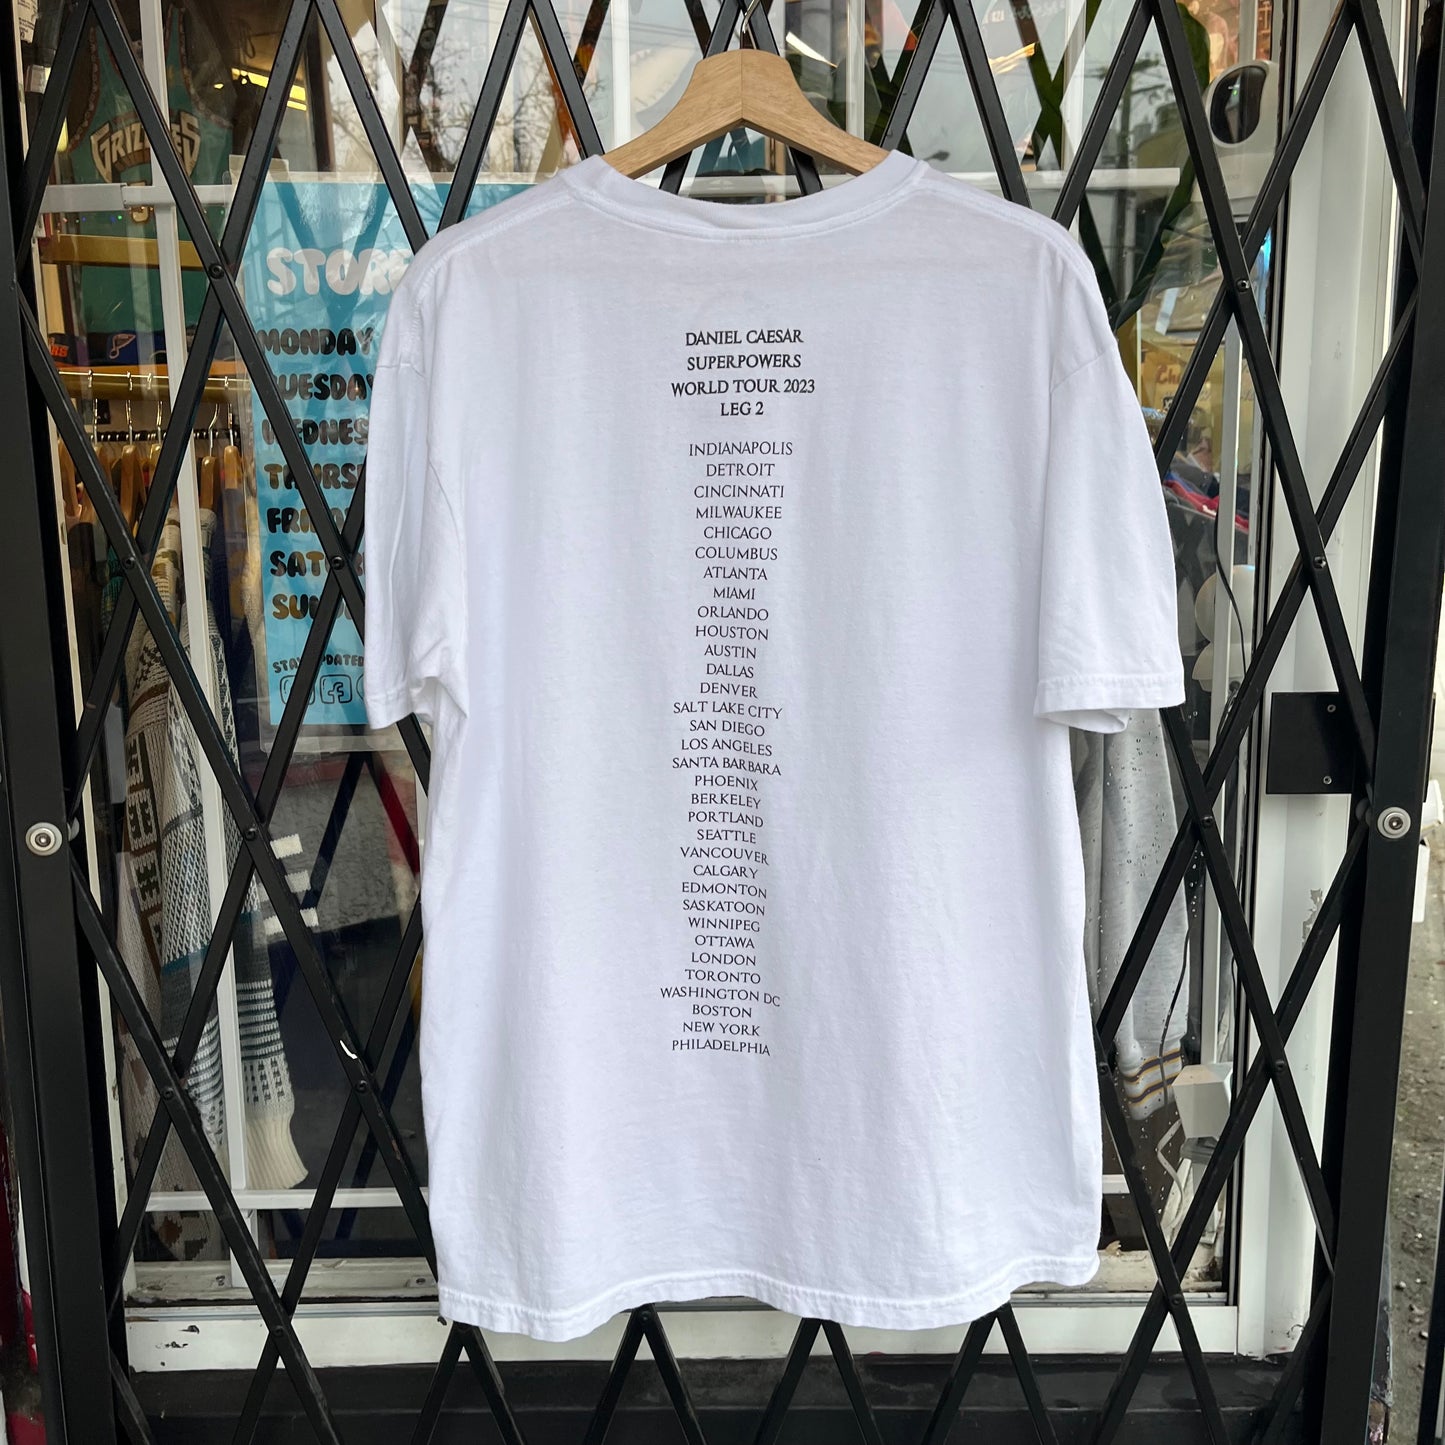 GRIZZLIES
STORE
MONDAY
TUESDAY
DANIEL CAESAR
SUPERPOWERS
WORLD TOUR 2023
LEG 2
INDIANAPOLIS
DETROIT
CINCINNATI
MILWAUKEE
CHICAGO
COLUMBUS
ATLANTA
MIAMI
ORLANDO
HOUSTON
AUSTIN
DALLAS
DENVER
SALT LAKE CITY
SAN DIEGO
LOS ANGELES
SANTA BARBARA
PHOENIX
BERKELEY
PORTLAND
SEATTLE
VANCOUVER
CALGARY
EDMONTON
SASKATOON
WINNIPEG
OTTAWA
LONDON
TORONTO
WASHINGTON DC
BOSTON
NEW YORK
PHILADELPHIA